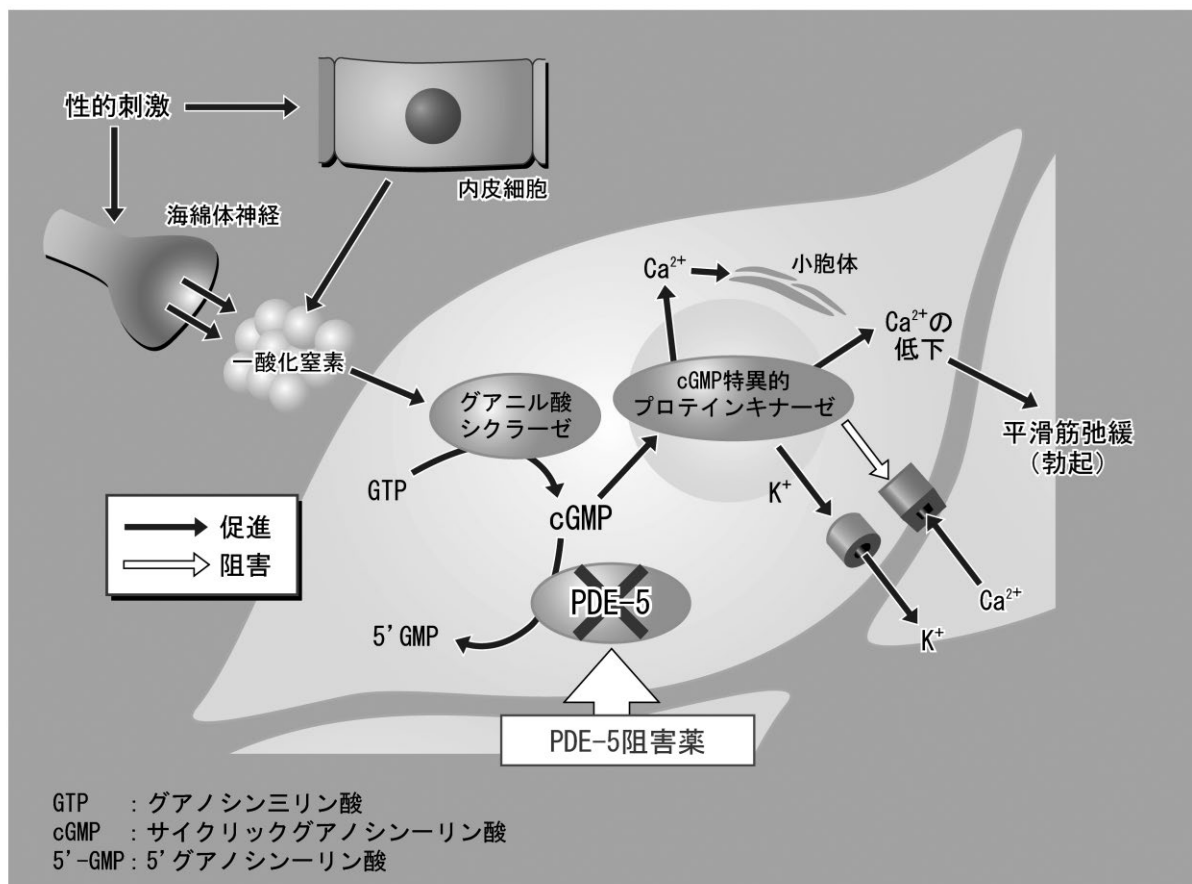 性的刺激
内皮細胞
海綿体神経
一酸化窒素
グアニル酸
シクラーゼ
GTP
cGMP
PDE-5
5'GMP
PDE-5阻害薬
cGMP特異的
プロテインキナーゼ
Ca²⁺
小胞体
Ca²⁺の
低下
平滑筋弛緩
（勃起）
K⁺
K⁺
Ca²⁺
促進
阻害
GTP ：グアノシン三リン酸
cGMP ：サイクリックグアノシン一リン酸
5'-GMP：5'グアノシン一リン酸